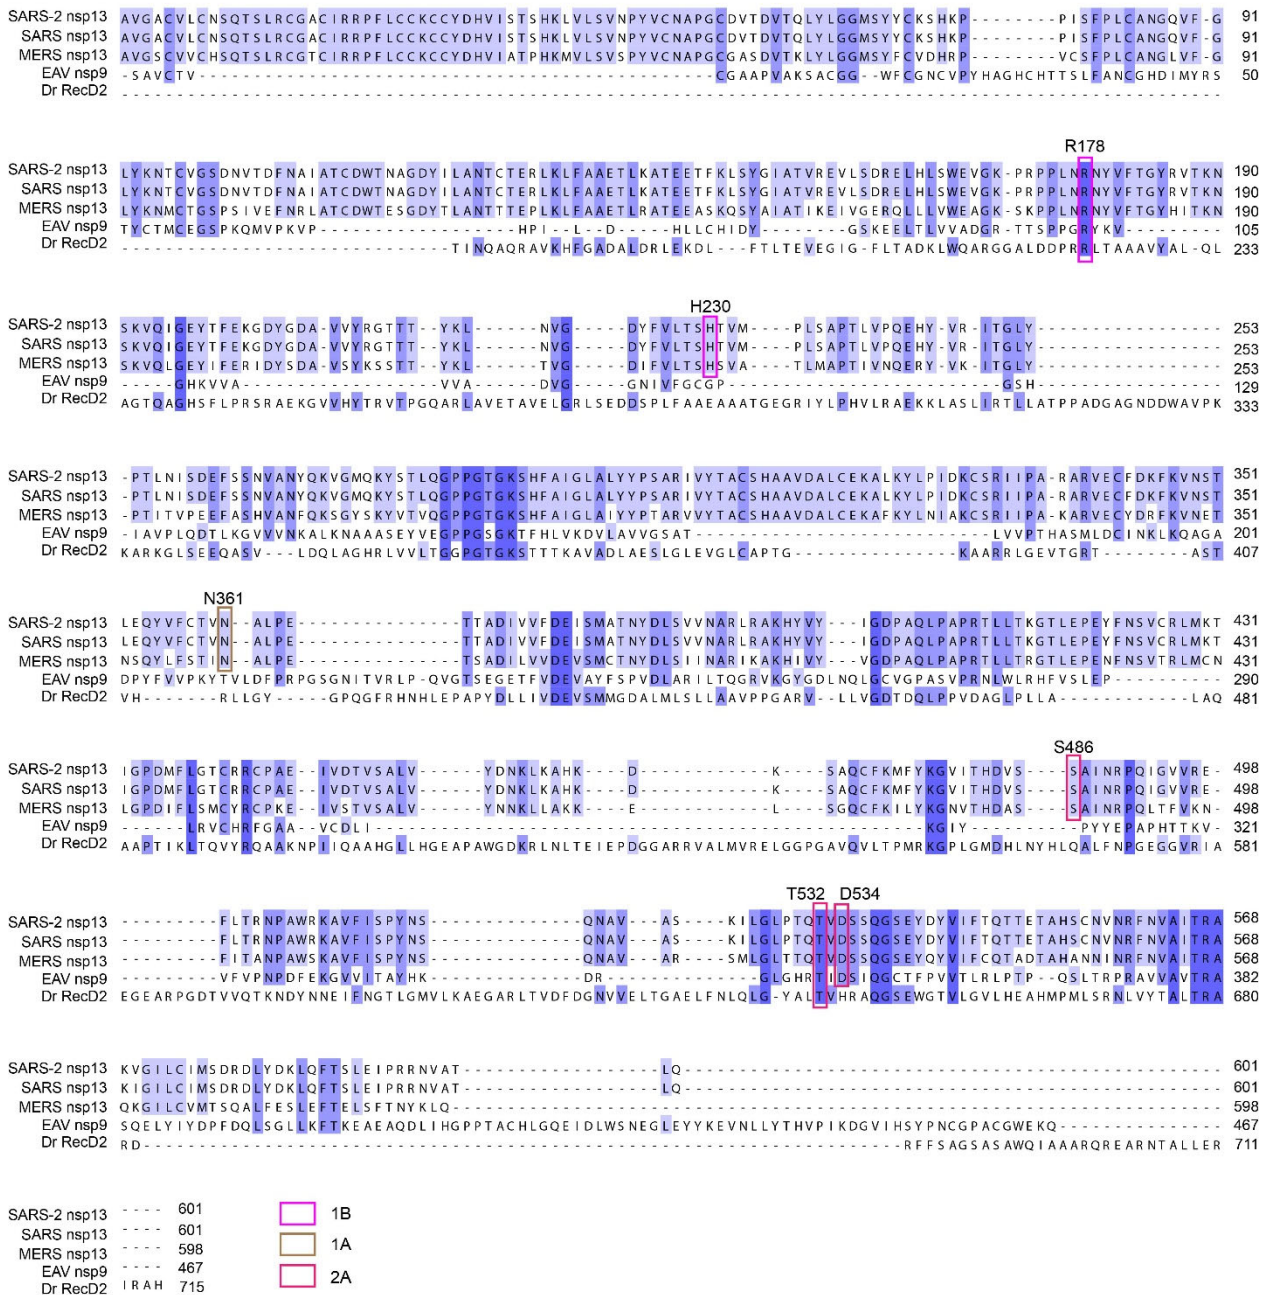 SARS-2 nsp13 AVGACVLCNSQTSLRCGACIRRPFLCCKCCYDHVISTSHKLVLSVNPYVCNAPGCDVTDVTQLYLGGMSYYCKSHKP--------PISFPLCANGQVF-G 91
SARS nsp13 AVGACVLCNSQTSLRCGACIRRPFLCCKCCYDHVISTSHKLVLSVNPYVCNAPGCDVTDVTQLYLGGMSYYCKSHKP--------PISFPLCANGQVF-G 91
MERS nsp13 AVGSCVVCHSQTSLRCGTCIRRPFLCCKCCYDHVIATPHKMVLSVSPYVCNAPGCGASDVTKLYLGGMSYFCVDHRP--------VCSFPLCANGLVF-G 91
EAV nsp9 -SAVCTV-----------------------------------------------CGAAPVAKSACGG--WFCGNCVPYHAGHCHTTSLFANCGHDIMYRS 50
Dr RecD2 ----------------------------------------------------------------------------------------------------
R178
SARS-2 nsp13 LYKNTCVGSDNVTDFNAIATCDWTNAGDYILANTCTERLKLFAAETLKATEETFKLSYGIATVREVLSDRELHLSWEVGK-PRPPLNRNYVFTGYRVTKN 190
SARS nsp13 LYKNTCVGSDNVTDFNAIATCDWTNAGDYILANTCTERLKLFAAETLKATEETFKLSYGIATVREVLSDRELHLSWEVGK-PRPPLNRNYVFTGYRVTKN 190
MERS nsp13 LYKNMCTGSPSIVEFNRLATCDWTESGDYTLANTTTEPLKLFAAETLRATEEASKQSYAIATIKEIVGERQLLLVWEAGK-SKPPLNRNYVFTGYHITKN 190
EAV nsp9 TYCTMCEGSPKQMVPKVP------------------HPI--L--D-----HLLCHIDY--------GSKEELTLVVADGR-TTSPPGRYKV--------- 105
Dr RecD2 ------------------------------TINQAQRAVKHFGADALDRLEKDL---FTLTEVEGIG-FLTADKLWQARGGALDDPRRLTAAAVYAL-QL 233
H230
SARS-2 nsp13 SKVQIGEYTFEKGDYGDA-VVYRGTTT--YKL-----NVG-----DYFVLTSHTVM----PLSAPTLVPQEHY-VR-ITGLY----------------- 253
SARS nsp13 SKVQIGEYTFEKGDYGDA-VVYRGTTT--YKL-----NVG-----DYFVLTSHTVM----PLSAPTLVPQEHY-VR-ITGLY----------------- 253
MERS nsp13 SKVQLGEYIFERIDYSDA-VSYKSSTT--YKL-----TVG-----DIFVLTSHSVA----TLMAPTIVNQERY-VK-ITGLY----------------- 253
EAV nsp9 -----GHKVVA------------------VVA-----DVG-----GNIVFGCGP--------------------------GSH----------------- 129
Dr RecD2 AGTQAGHSFLPRSRAEKGVVHYTRVTPGQARLAVETAVELGRLSEDDSPLFAAEAAATGEGRIYLPHVLRAEKKLASLIRTLLATPPADGAGNDDWAVPK 333
SARS-2 nsp13 -PTLNISDEFSSNVANYQKVGMQKYSTLQGPPGTGKSHFAIGLALYYPSARIVYTACSHAAVDALCEKALKYLPIDKCSRIIPA-RARVECFDKFKVNST 351
SARS nsp13 -PTLNISDEFSSNVANYQKVGMQKYSTLQGPPGTGKSHFAIGLALYYPSARIVYTACSHAAVDALCEKALKYLPIDKCSRIIPA-RARVECFDKFKVNST 351
MERS nsp13 -PTITVPEEFASHVANFQKSGYSKYVTVQGPPGTGKSHFAIGLAIYYPTARVVYTACSHAAVDALCEKAFKYLNIAKCSRIIPA-KARVECYDRFKVNET 351
EAV nsp9 -IAVPLQDTLKGVVVNKALKNAAASEYVEGPPGSGKTFHLVKDVLAVVGSAT----------------------LVVPTHASMLDCINKLKQAGA 201
Dr RecD2 KARKGLSEEQASV----LDQLAGHRLVVLTGGPGTGKSTTTKAVADLAESLGLEVGLCAPTG---------------KAARRLGEVTGRT------AST 407
N361
SARS-2 nsp13 LEQYVFCTVN--ALPE---------------TTADIVVFDEISMATNYDLSVVNARLRAKHYVY---IGDPAQLPAPRTLLTKGTLEPEYFNSVCRLMKT 431
SARS nsp13 LEQYVFCTVN--ALPE---------------TTADIVVFDEISMATNYDLSVVNARLRAKHYVY---IGDPAQLPAPRTLLTKGTLEPEYFNSVCRLMKT 431
MERS nsp13 NSQYLFSTIN--ALPE---------------TSADILVVDEVSMCTNYDLSIINARIKAKHIVY---VGDPAQLPAPRTLLTRGTLEPENFNSVTRLMCN 431
EAV nsp9 DPYFVVPKYTVLDFPRPGSGNITVRLP-QVGTSEGETFVDEVAYFSPVDLARILTQGRVKGYGDLNQLGCVGPASVPRNLWLRHFVSLEP---------- 290
Dr RecD2 VH-------RLLGY-----GPQGFRHNHLEPAPYDLLIVDEVSMMGDALMLSLLAAVPPGARV--LLVGDTDQLPPVDAGLPLLA---------LAQ 481
S486
SARS-2 nsp13 IGPDMFLGTCRRCPAE--IVDTVSALV------YDNKLKAHK--D------------K----SAQCFKMFYKGVITHDVS-----SAINRPQIGVVRE- 498
SARS nsp13 IGPDMFLGTCRRCPAE--IVDTVSALV------YDNKLKAHK--D------------K----SAQCFKMFYKGVITHDVS-----SAINRPQIGVVRE- 498
MERS nsp13 LGPDIFLSMCYRCPKE--IVSTVSALV------YNNKLLAKK--E------------L----SGQCFKILYKGNVTHDAS-----SAINRPQLTFVKN- 498
EAV nsp9 ------LRVCHRFGAA--VCDLI--------------------------------------------------KGIY----------PYYEPAPHTTKV- 321
Dr RecD2 AAPTIKLTQVYRQAAKNPIIQAAHGLLHGEAPAWGDKRLNLTEIEPDGGARRVALMVRELGGPGAVQVLTPMRKGPLGMDHLNYHLQALFNPGEGGVRIA 581
T532 D534
SARS-2 nsp13 ---------FLTRNPAWRKAVFISPYNS--------------QNAV---AS----KILGLPTQTVDSSQGSEYDYVIFTQTTETAHSCNVNRFNVAITRA 568
SARS nsp13 ---------FLTRNPAWRKAVFISPYNS--------------QNAV---AS----KILGLPTQTVDSSQGSEYDYVIFTQTTETAHSCNVNRFNVAITRA 568
MERS nsp13 ---------FITANPAWSKAVFISPYNS--------------QNAV---AR----SMLGLTTQTVDSSQGSEYQYVIFCQTADTAHANNINRFNVAITRA 568
EAV nsp9 ---------VFVPNPDFEKGVVITAYHK--------------DR--------------GLGHRTIDSIQGCTFPVVTLRLPTP--QSLTRPRAVVAVTRA 382
Dr RecD2 EGEARPGDTVVQTKNDYNNEIFNGTLGMVLKAEGARLTVDFDGNVVELTGAELFNLQLG-YALTVHRAQGSEWGTVLGVLHEAHMPMLSRNLVYTALTRA 680
SARS-2 nsp13 KVGILCIMSDRDLYDKLQFTSLEIPRRNVAT------------------LQ------------------------------------------------- 601
SARS nsp13 KIGILCIMSDRDLYDKLQFTSLEIPRRNVAT------------------LQ------------------------------------------------- 601
MERS nsp13 QKGILCVMTSQALFESLEFTELSFTNYKLQ---------------------------------------------------------------------- 598
EAV nsp9 SQELYIYDPFDQLSGLLKFTKEAEAQDLIHGPPTACHLGQEIDLWSNEGLEYYKEVNLLYTHVPIKDGVIHSYPNCGPACGWEKQ--------------- 467
Dr RecD2 RD---------------------------------------------------------------------RFFSAGSASAWQIAAARQREARNTALLER 711
SARS-2 nsp13 ---- 601
SARS nsp13 ---- 601
MERS nsp13 ---- 598
EAV nsp9 ---- 467
Dr RecD2 IRAH 715
1B
1A
2A